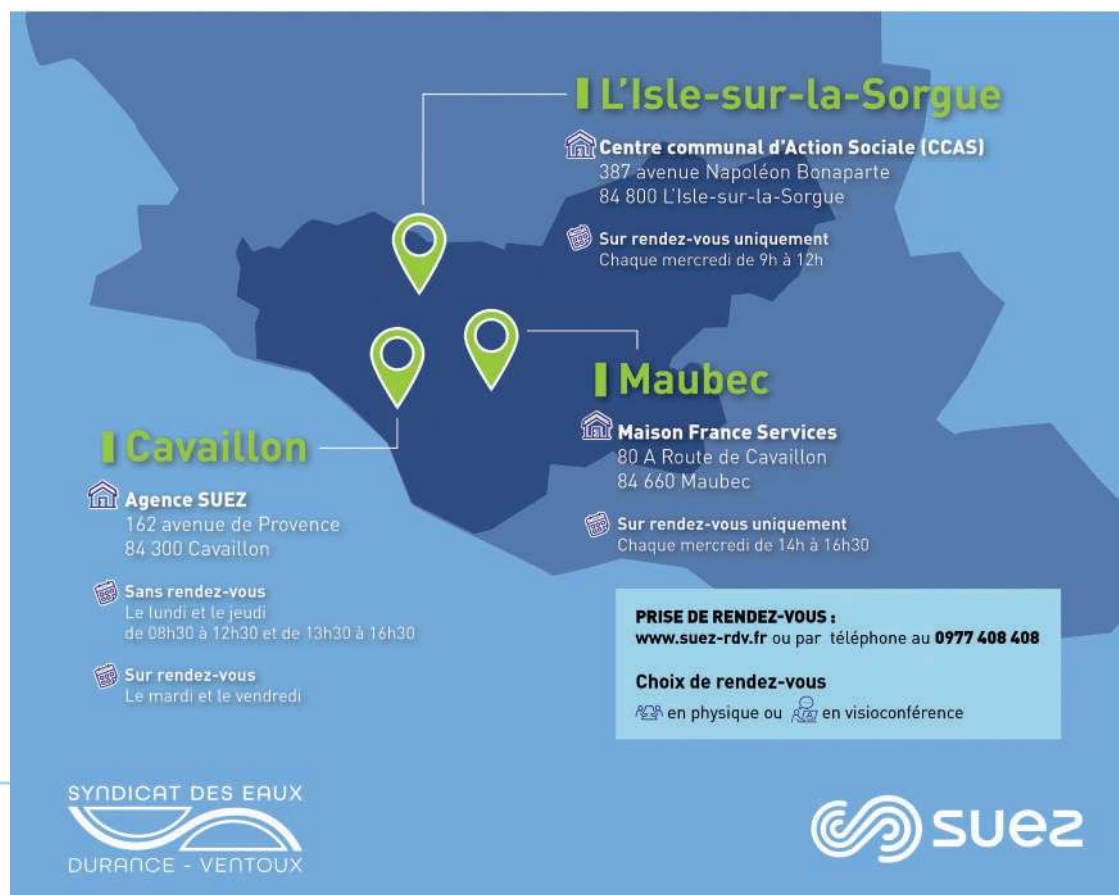 L'Isle-sur-la-Sorgue
Centre communal d'Action Sociale (CCAS)
387 avenue Napoléon Bonaparte
84 800 L'Isle-sur-la-Sorgue
Sur rendez-vous uniquement
Chaque mercredi de 9h à 12h
Maubec
Maison France Services
80 A Route de Cavaillon
84 660 Maubec
Sur rendez-vous uniquement
Chaque mercredi de 14h à 16h30
Cavaillon
Agence SUEZ
162 avenue de Provence
84 300 Cavaillon
Sans rendez-vous
Le lundi et le jeudi
de 08h30 à 12h30 et de 13h30 à 16h30
Sur rendez-vous
Le mardi et le vendredi
PRISE DE RENDEZ-VOUS :
www.suez-rdv.fr ou par téléphone au 0977 408 408
Choix de rendez-vous
en physique ou en visioconférence
SYNDICAT DES EAUX
DURANCE - VENTOUX
suez